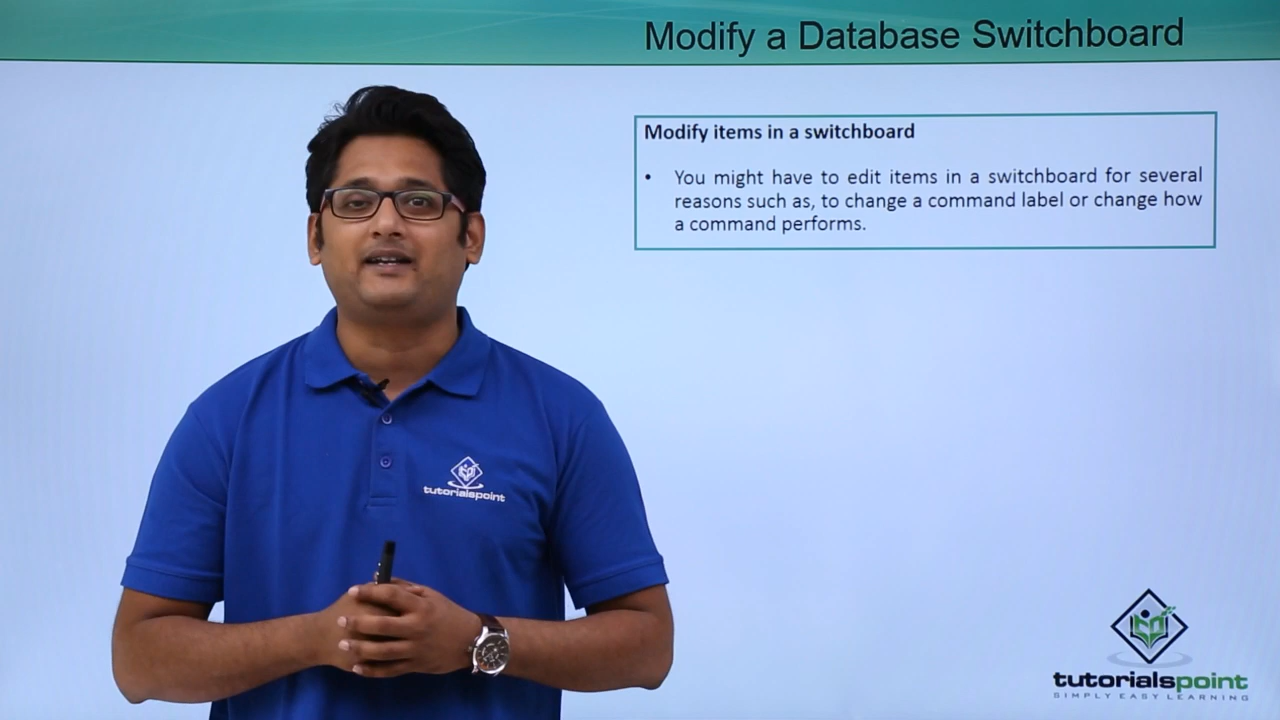 Modify a Database Switchboard
Modify items in a switchboard
• You might have to edit items in a switchboard for several
reasons such as, to change a command label or change how
a command performs.
tutorialspoint
tutorialspoint
SIMPLY EASY LEARNING